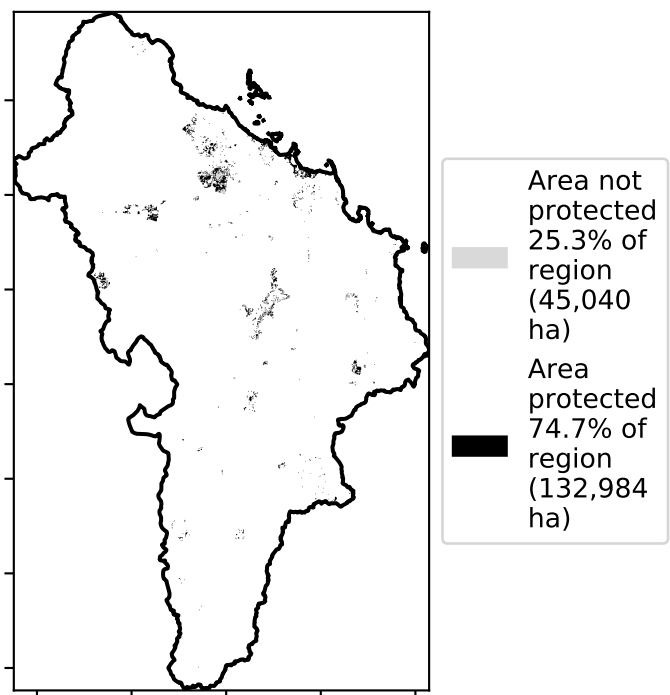 Area not
protected
25.3% of
region
(45,040
ha)
Area
protected
74.7% of
region
(132,984
ha)